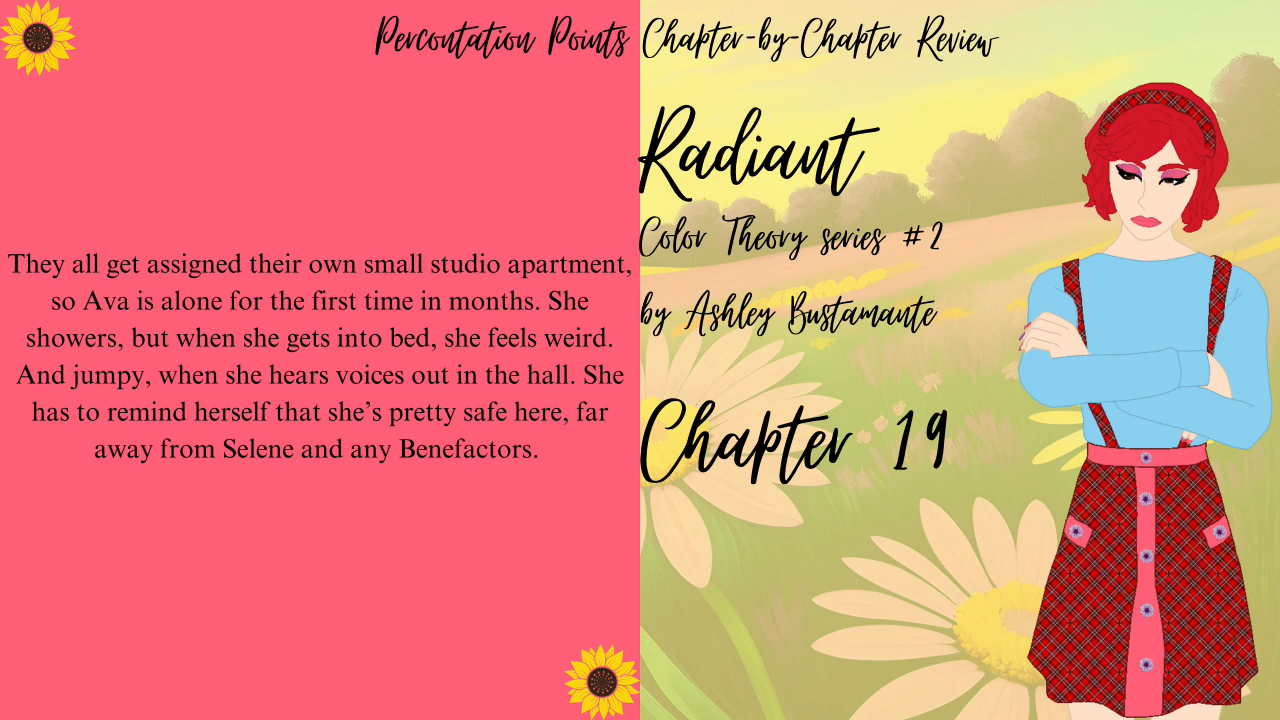 Percontation Points Chapter-by-Chapter Review
They all get assigned their own small studio apartment,
so Ava is alone for the first time in months. She
showers, but when she gets into bed, she feels weird.
And jumpy, when she hears voices out in the hall. She
has to remind herself that she's pretty safe here, far
away from Selene and any Benefactors.
Radiant
Color Theory series #2
by Ashley Bustamante
Chapter 19